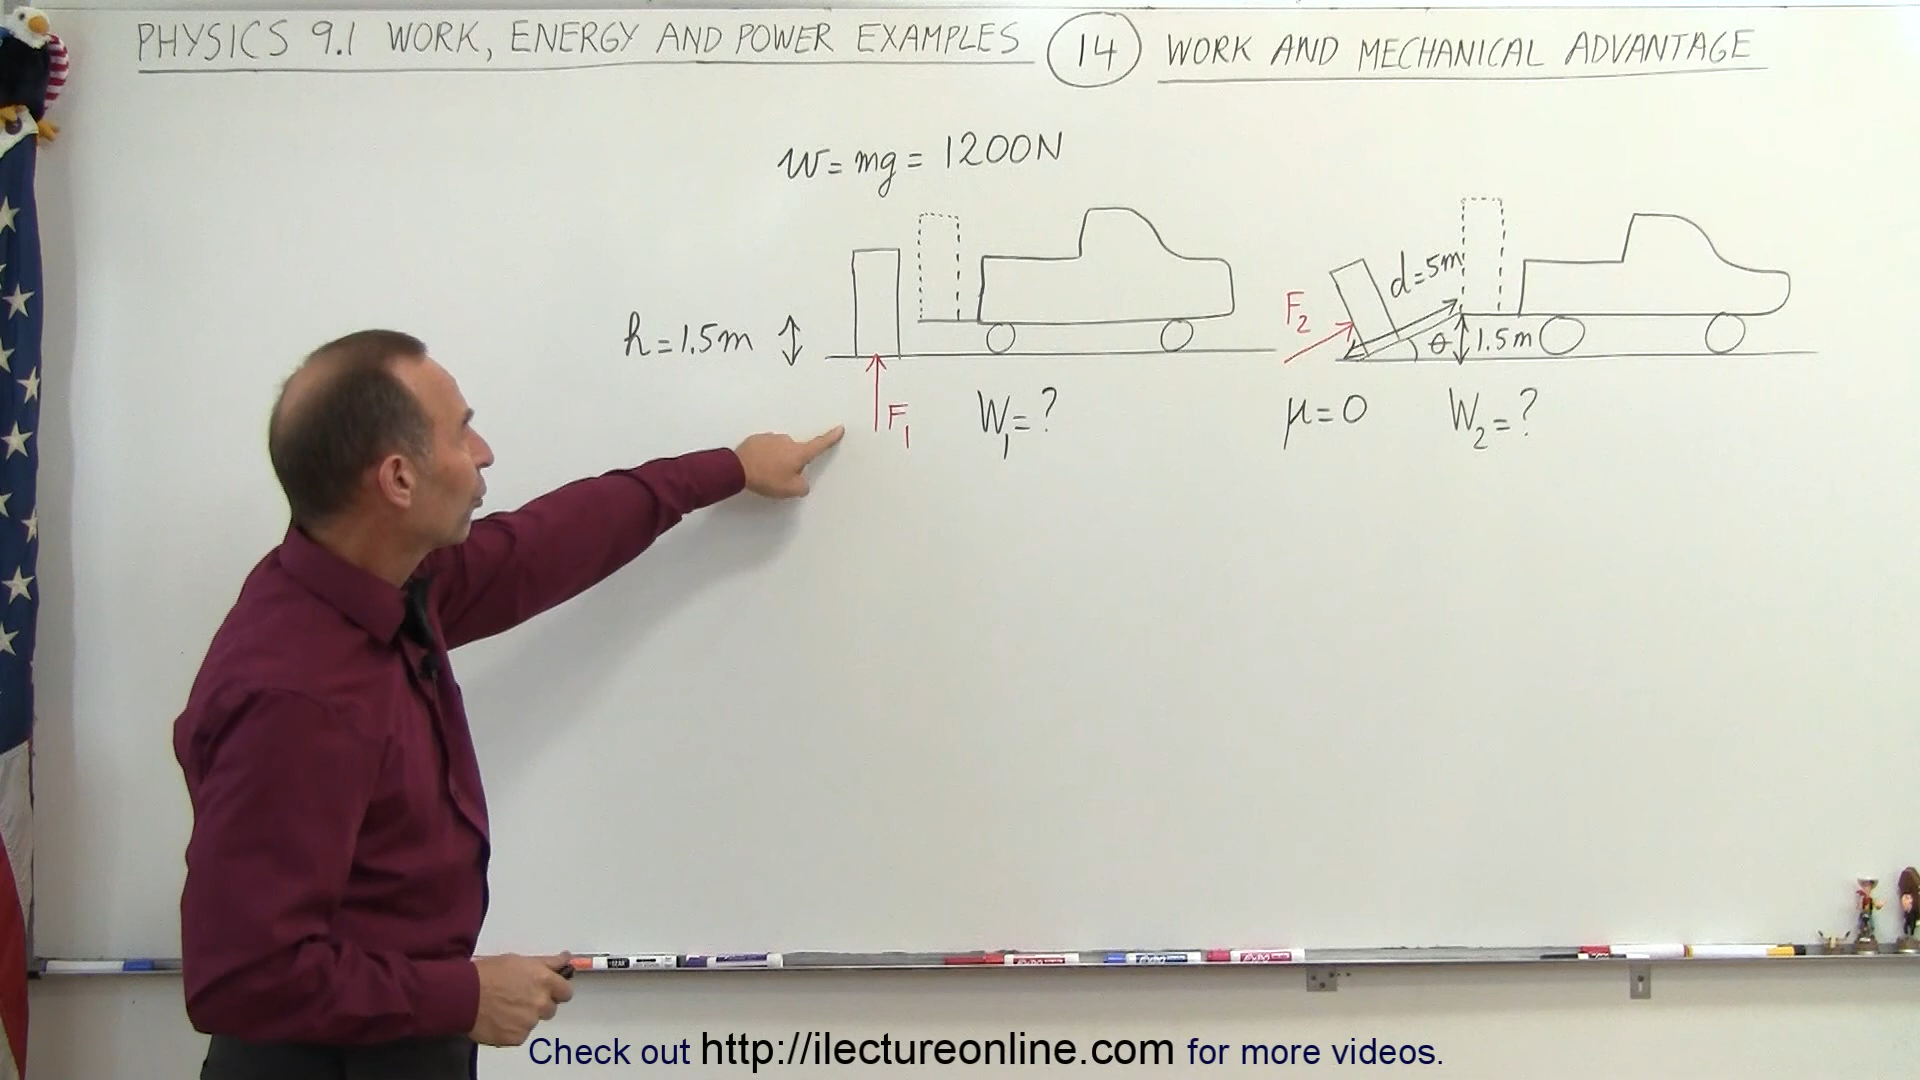 PHYSICS 9.1 WORK, ENERGY AND POWER EXAMPLES 14 WORK AND MECHANICAL ADVANTAGE
w = mg = 1200N
h = 1.5m
F₁
W₁ = ?
d = 5m
F₂
θ
1.5m
μ = 0
W₂ = ?
Check out http://ilectureonline.com for more videos.